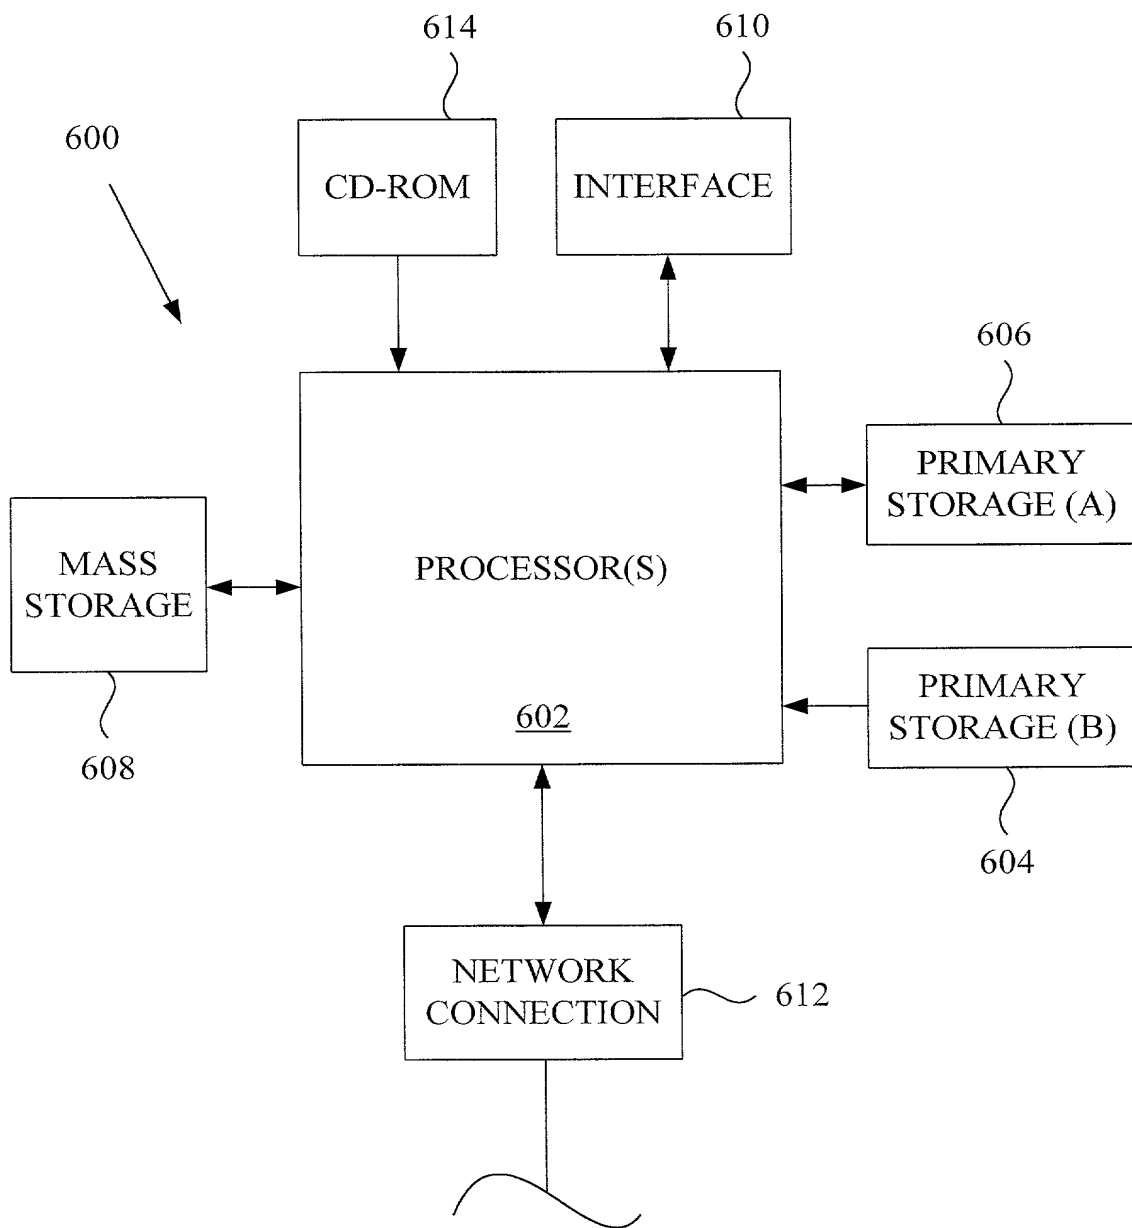 614
610
600
CD-ROM
INTERFACE
606
PRIMARY
STORAGE (A)
MASS
STORAGE
PROCESSOR(S)
PRIMARY
STORAGE (B)
602
608
604
NETWORK
CONNECTION
612